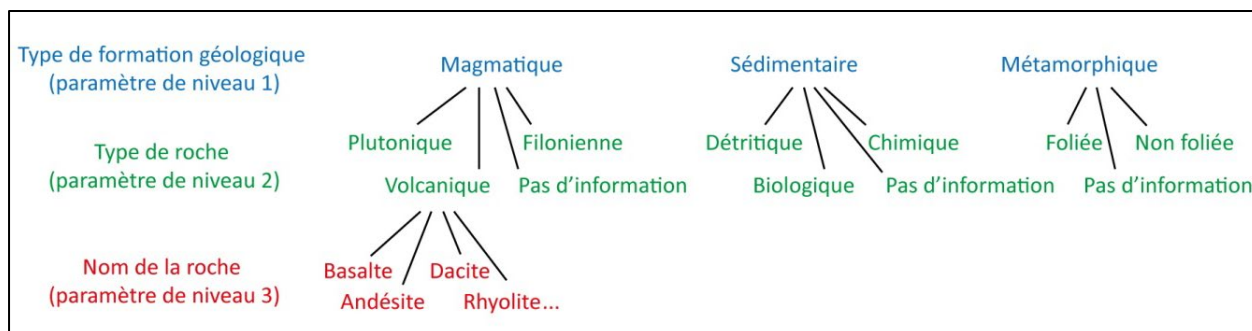 Type de formation géologique
(paramètre de niveau 1)
Magmatique
Sédimentaire
Métamorphique
Type de roche
(paramètre de niveau 2)
Plutonique
Filonienne
Détritique
Chimique
Foliée
Non foliée
Volcanique
Pas d'information
Biologique
Pas d'information
Pas d'information
Nom de la roche
(paramètre de niveau 3)
Basalte
Dacite
Andésite
Rhyolite...